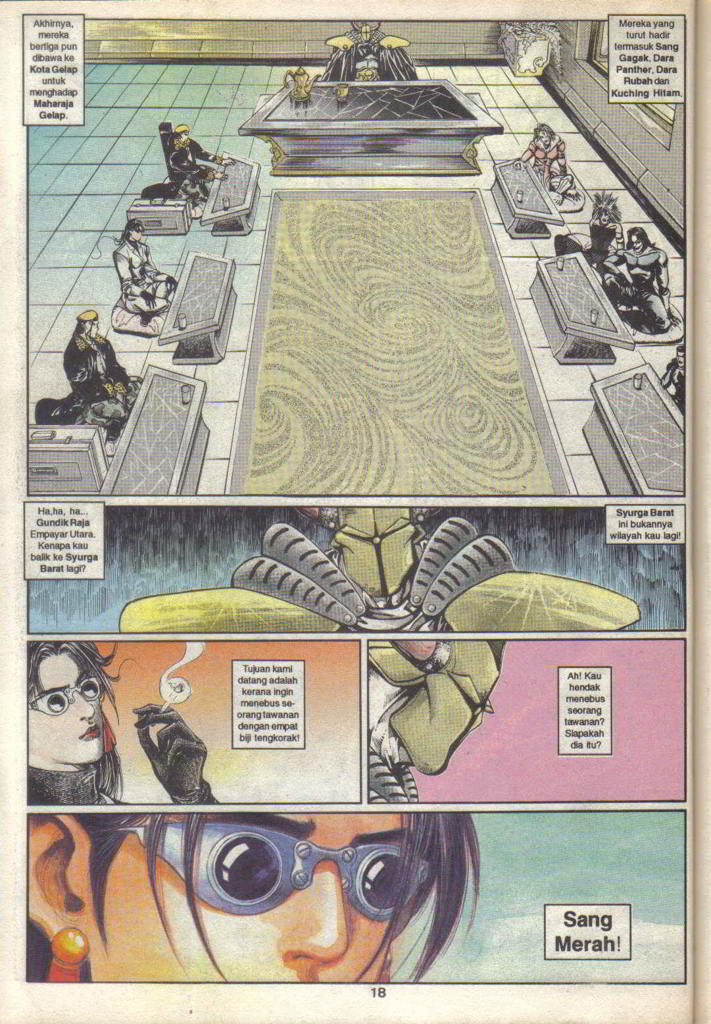 Akhirnya,
mereka
bertiga pun
dibawa ke
Kota Gelap
untuk
menghadap
Maharaja
Gelap.
Mereka yang
turut hadir
termasuk Sang
Gagak, Dara
Panther, Dara
Rubah dan
Kuching Hitam.
Ha,ha, ha...
Gundik Raja
Empayar Utara.
Kenapa kau
balik ke Syurga
Barat lagi?
Syurga Barat
ini bukannya
wilayah kau lagi!
Tujuan kami
datang adalah
kerana ingin
menebus se-
orang tawanan
dengan empat
biji tengkorak!
Ah! Kau
hendak
menebus
seorang
tawanan?
Siapakah
dia itu?
Sang
Merah!
18